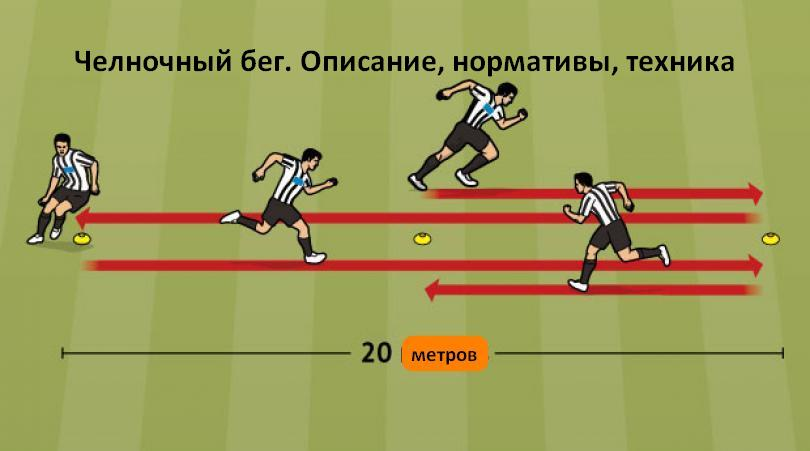 Челночный бег. Описание, нормативы, техника
20 метров